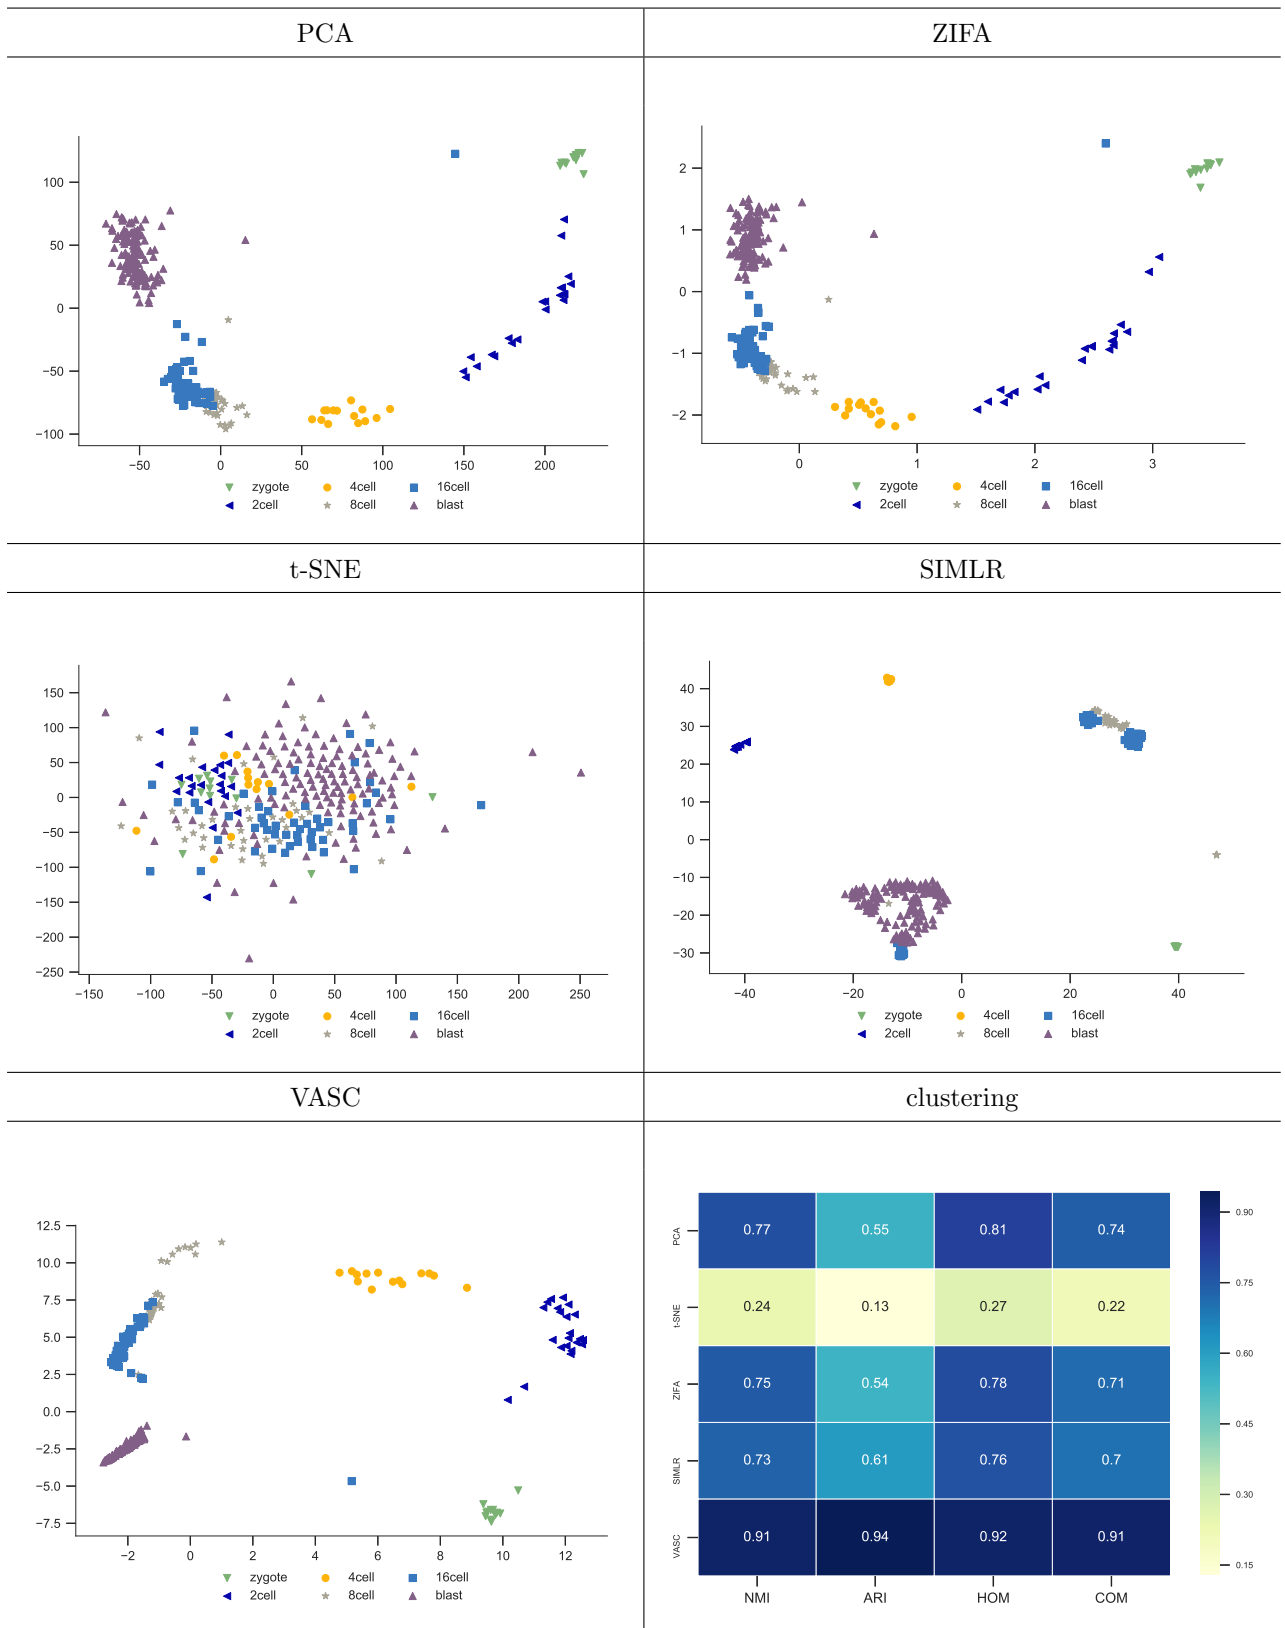 PCA
ZIFA
100
50
0
−50
−100
−50 0 50 100 150 200
zygote 4cell 16cell
2cell 8cell blast
2
1
0
−1
−2
0 1 2 3
zygote 4cell 16cell
2cell 8cell blast
t-SNE
SIMLR
150
100
50
0
−50
−100
−150
−200
−250
−150 −100 −50 0 50 100 150 200 250
zygote 4cell 16cell
2cell 8cell blast
40
30
20
10
0
−10
−20
−30
−40 −20 0 20 40
zygote 4cell 16cell
2cell 8cell blast
VASC
clustering
12.5
10.0
7.5
5.0
2.5
0.0
−2.5
−5.0
−7.5
−2 0 2 4 6 8 10 12
zygote 4cell 16cell
2cell 8cell blast
PCA 0.77 0.55 0.81 0.74
t-SNE 0.24 0.13 0.27 0.22
ZIFA 0.75 0.54 0.78 0.71
SIMLR 0.73 0.61 0.76 0.7
VASC 0.91 0.94 0.92 0.91
NMI ARI HOM COM
0.90
0.75
0.60
0.45
0.30
0.15